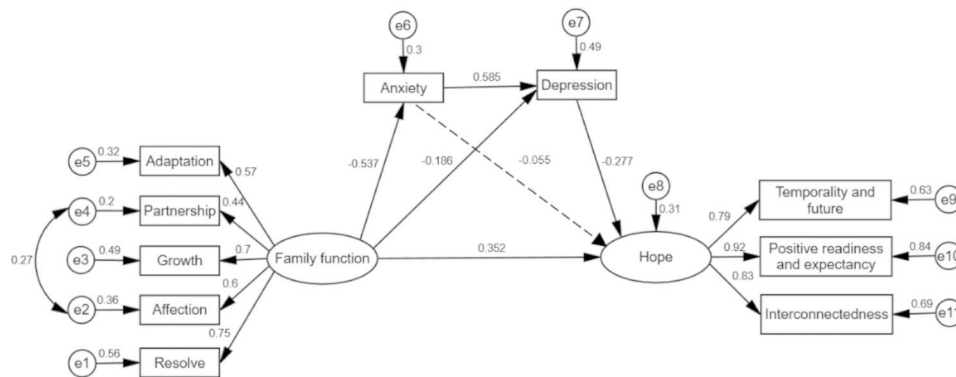 e6
e7
0.3
0.49
Anxiety
0.585
Depression
e5
0.32
Adaptation
0.57
-0.537
-0.186
-0.055
-0.277
e4
0.2
Partnership
0.44
e8
0.31
Temporality and
future
0.63
e9
0.79
0.27
e3
0.49
Growth
0.7
Family function
0.352
Hope
0.92
Positive readiness
and expectancy
0.84
e10
0.6
0.83
e2
0.36
Affection
0.75
Interconnectedness
0.69
e11
e1
0.56
Resolve